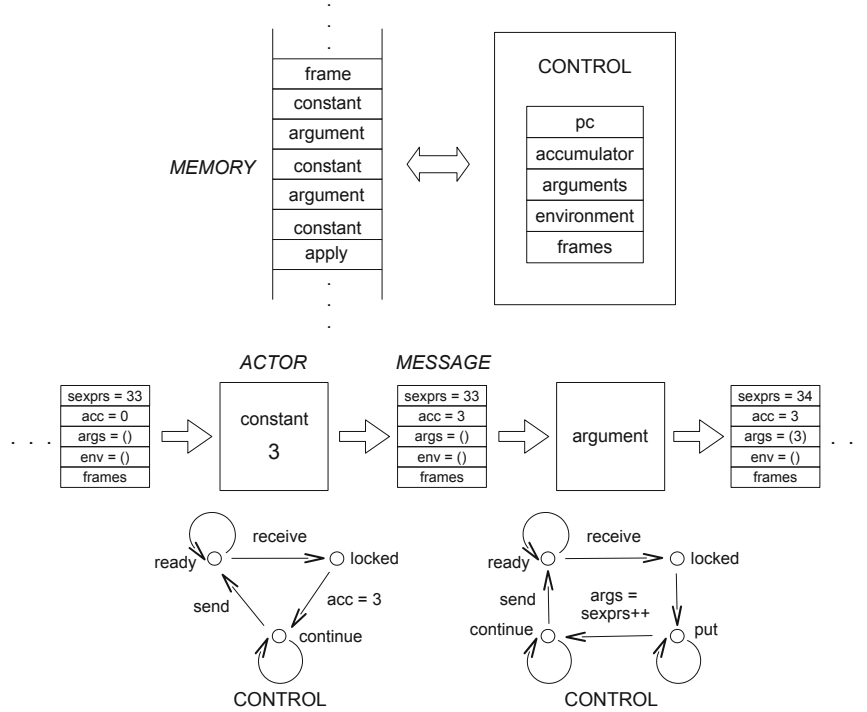 frame
constant
argument
constant
argument
constant
apply
MEMORY
CONTROL
pc
accumulator
arguments
environment
frames
ACTOR
MESSAGE
sexprs = 33
acc = 0
args = ()
env = ()
frames
constant
3
sexprs = 33
acc = 3
args = ()
env = ()
frames
argument
sexprs = 34
acc = 3
args = (3)
env = ()
frames
ready
receive
locked
send
acc = 3
continue
CONTROL
ready
receive
locked
send
args =
sexprs++
continue
put
CONTROL